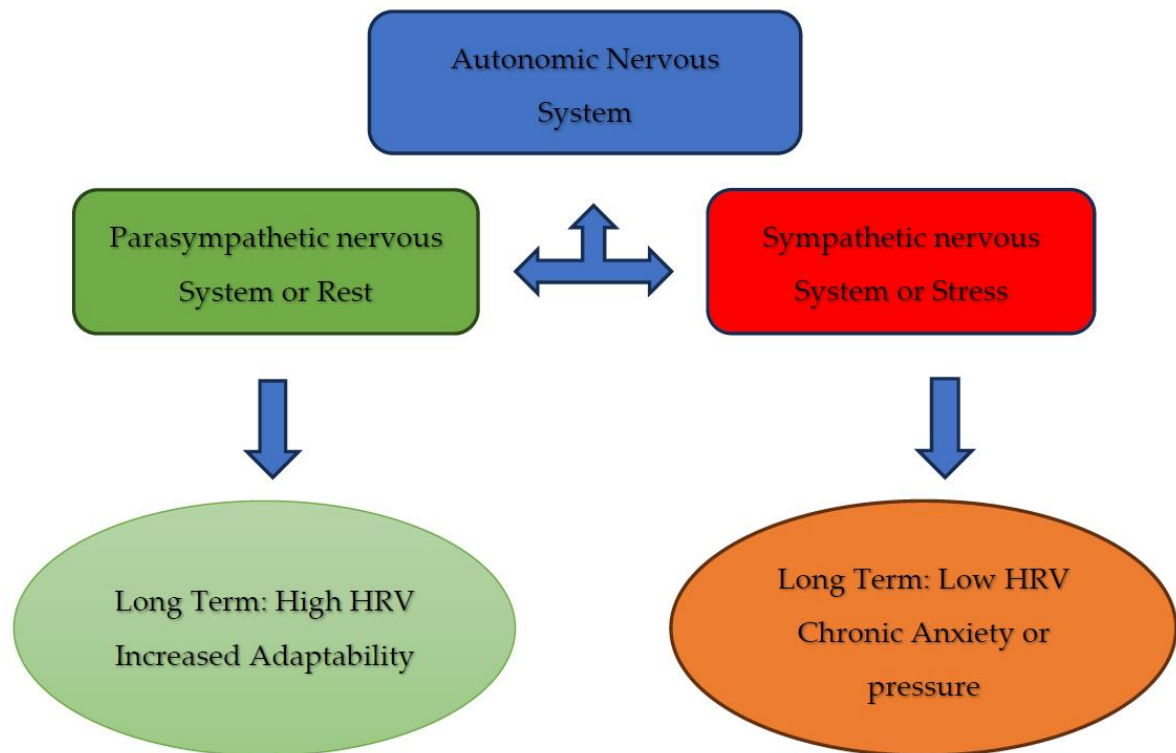 Autonomic Nervous
System
Parasympathetic nervous
System or Rest
Sympathetic nervous
System or Stress
Long Term: High HRV
Increased Adaptability
Long Term: Low HRV
Chronic Anxiety or
pressure